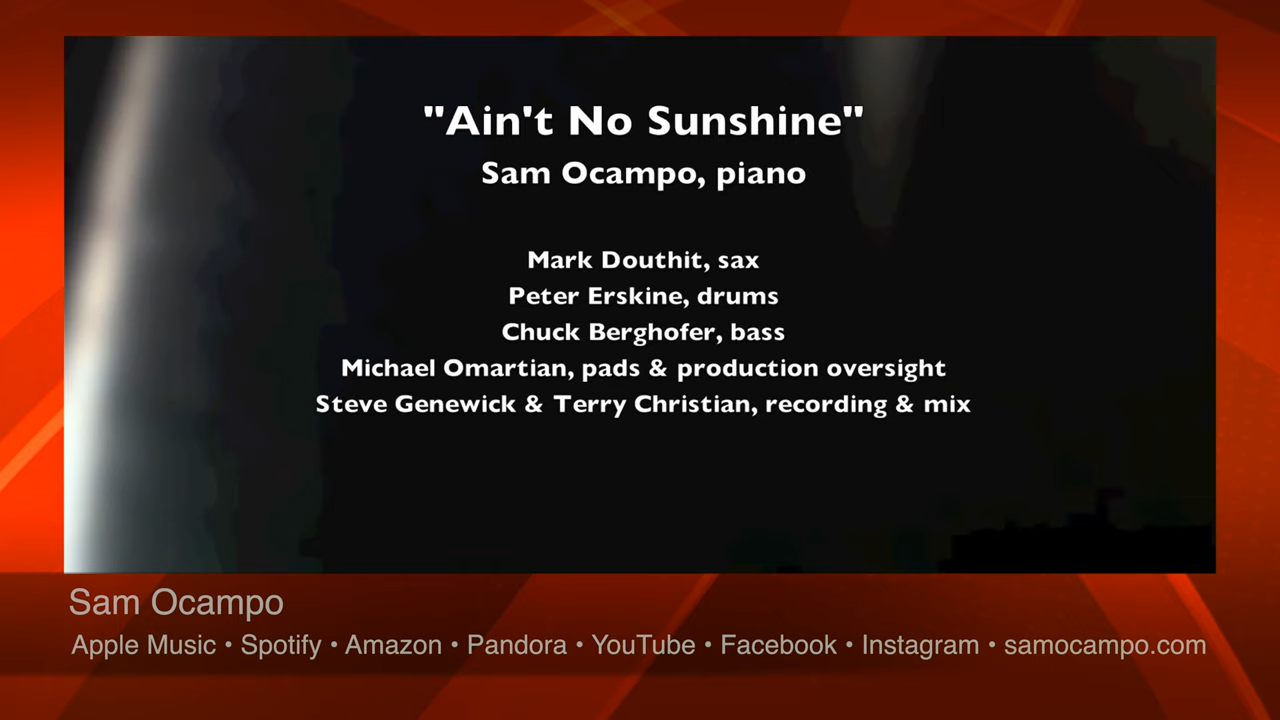 "Ain't No Sunshine"
Sam Ocampo, piano
Mark Douthit, sax
Peter Erskine, drums
Chuck Berghofer, bass
Michael Omartian, pads & production oversight
Steve Genewick & Terry Christian, recording & mix
Sam Ocampo
Apple Music • Spotify • Amazon • Pandora • YouTube • Facebook • Instagram • samocampo.com